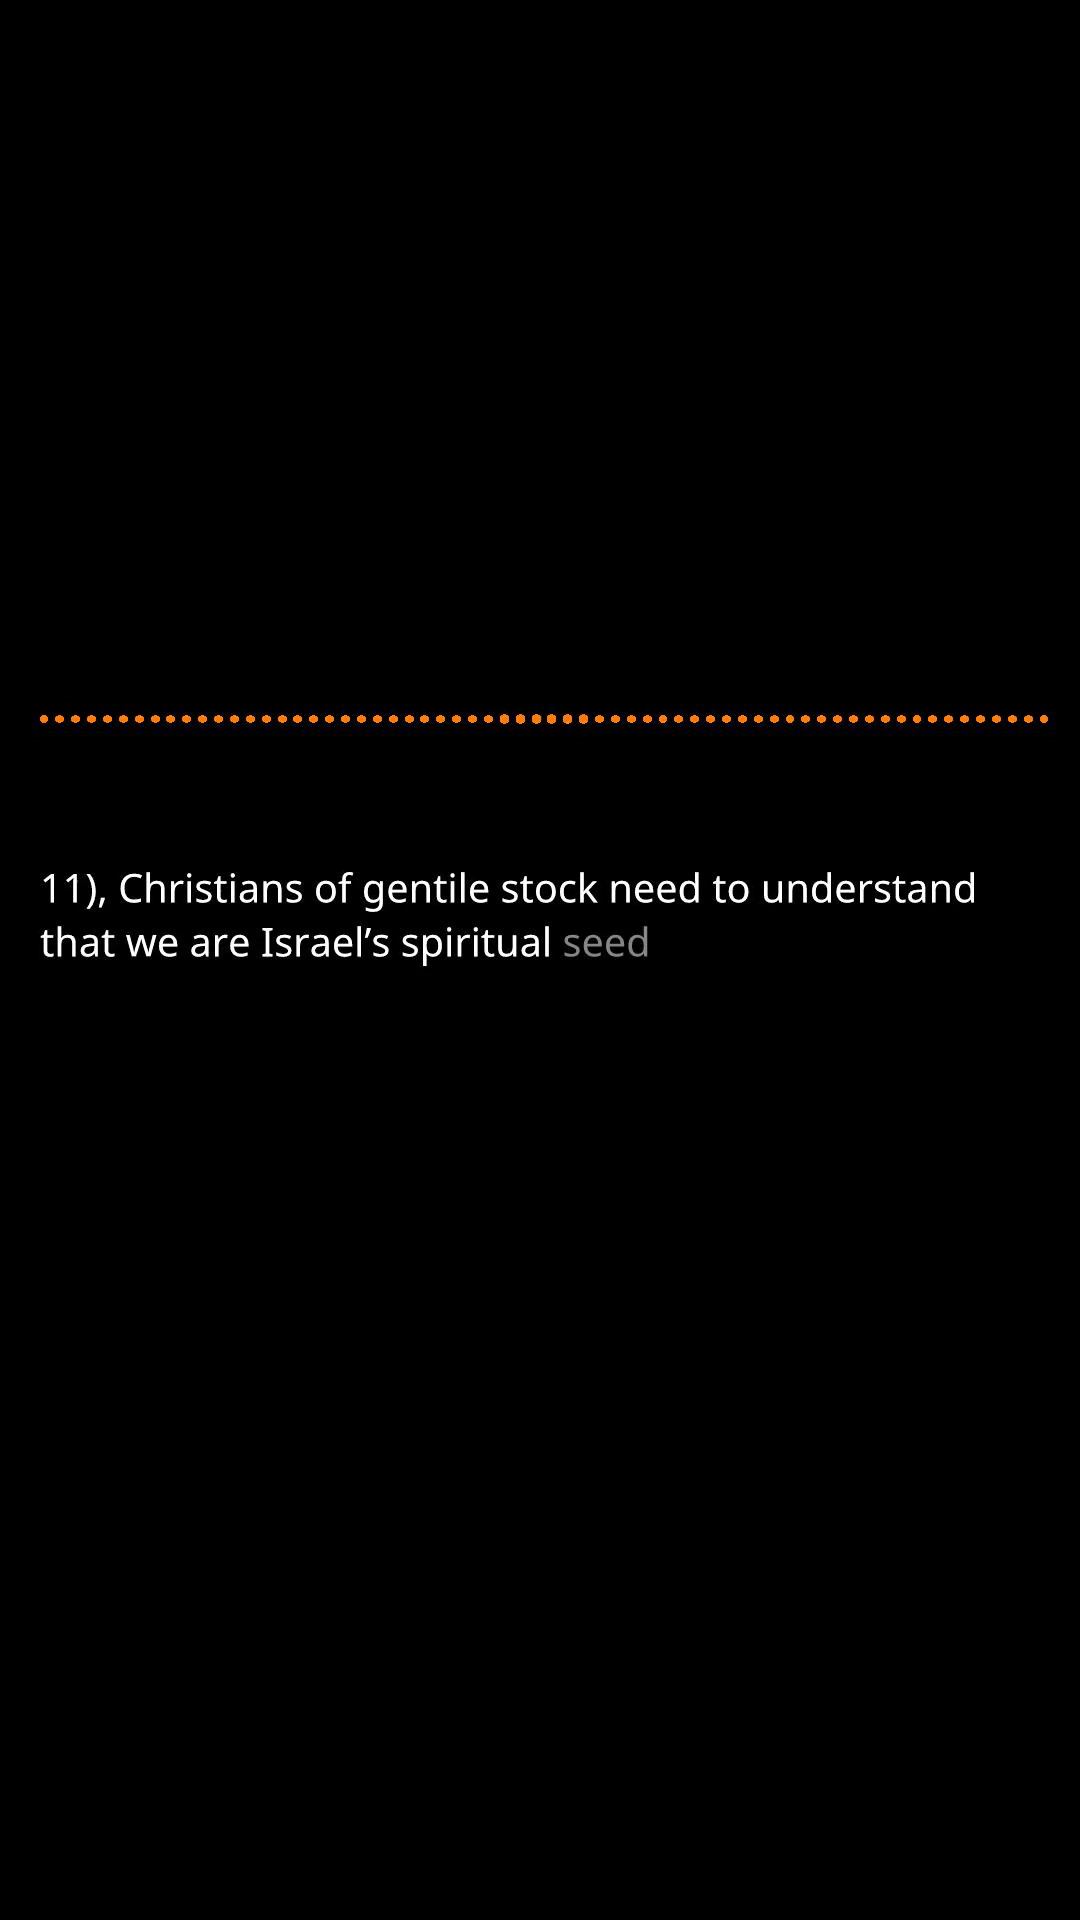 11), Christians of gentile stock need to understand
that we are Israel’s spiritual seed